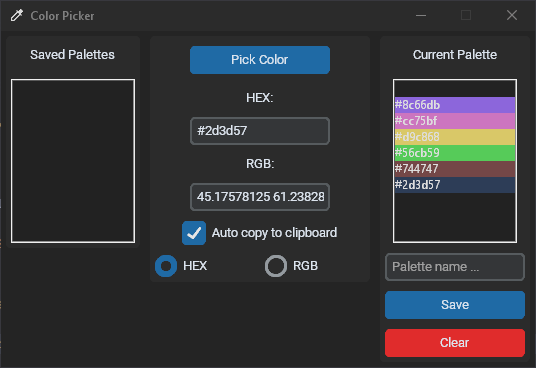 Color Picker
Saved Palettes
Pick Color
HEX:
#2d3d57
RGB:
45.17578125 61.23828
Auto copy to clipboard
HEX
RGB
Current Palette
#8c66db
#cc75bf
#d9c868
#56cb59
#744747
#2d3d57
Palette name ...
Save
Clear